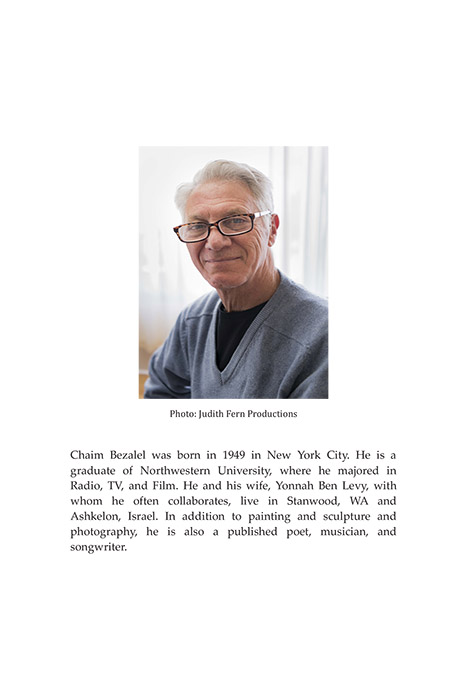 Photo: Judith Fern Productions
Chaim Bezalel was born in 1949 in New York City. He is a
graduate of Northwestern University, where he majored in
Radio, TV, and Film. He and his wife, Yonnah Ben Levy, with
whom he often collaborates, live in Stanwood, WA and
Ashkelon, Israel. In addition to painting and sculpture and
photography, he is also a published poet, musician, and
songwriter.